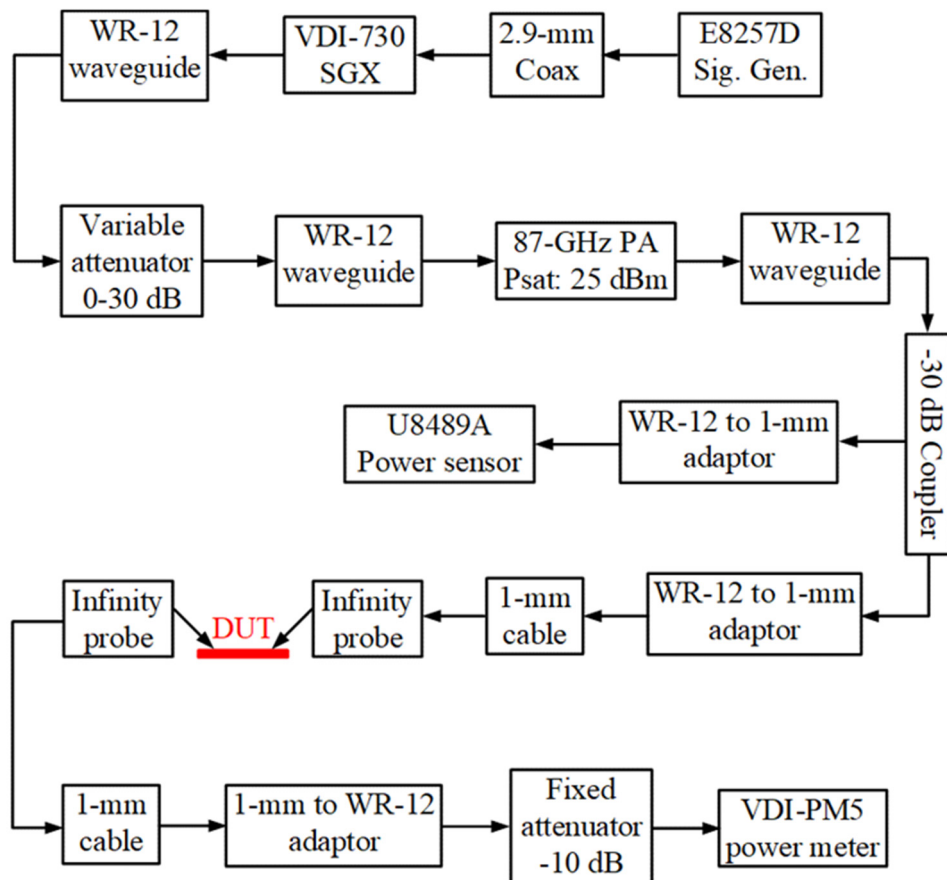 WR-12
waveguide
VDI-730
SGX
2.9-mm
Coax
E8257D
Sig. Gen.
Variable
attenuator
0-30 dB
WR-12
waveguide
87-GHz PA
Psat: 25 dBm
WR-12
waveguide
-30 dB Coupler
U8489A
Power sensor
WR-12 to 1-mm
adaptor
Infinity
probe
DUT
Infinity
probe
1-mm
cable
WR-12 to 1-mm
adaptor
1-mm
cable
1-mm to WR-12
adaptor
Fixed
attenuator
-10 dB
VDI-PM5
power meter